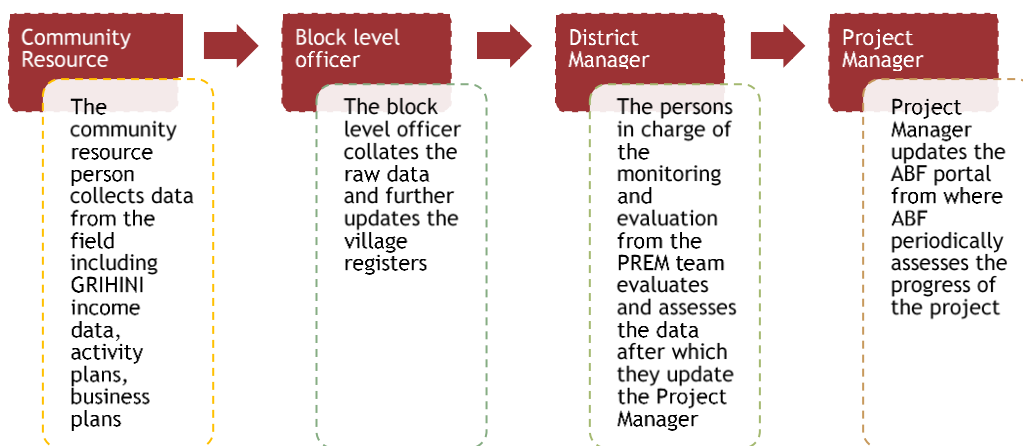 Community
Resource
The
community
resource
person
collects data
from the
field
including
GRIHINI
income
data,
activity
plans,
business
plans
Block level
officer
The block
level officer
collates the
raw data
and further
updates the
village
registers
District
Manager
The persons
in charge of
the
monitoring
and
evaluation
from the
PREM team
evaluates
and assesses
the data
after which
they update
the Project
Manager
Project
Manager
Project
Manager
updates the
ABF portal
from where
ABF
periodically
assesses the
progress of
the project